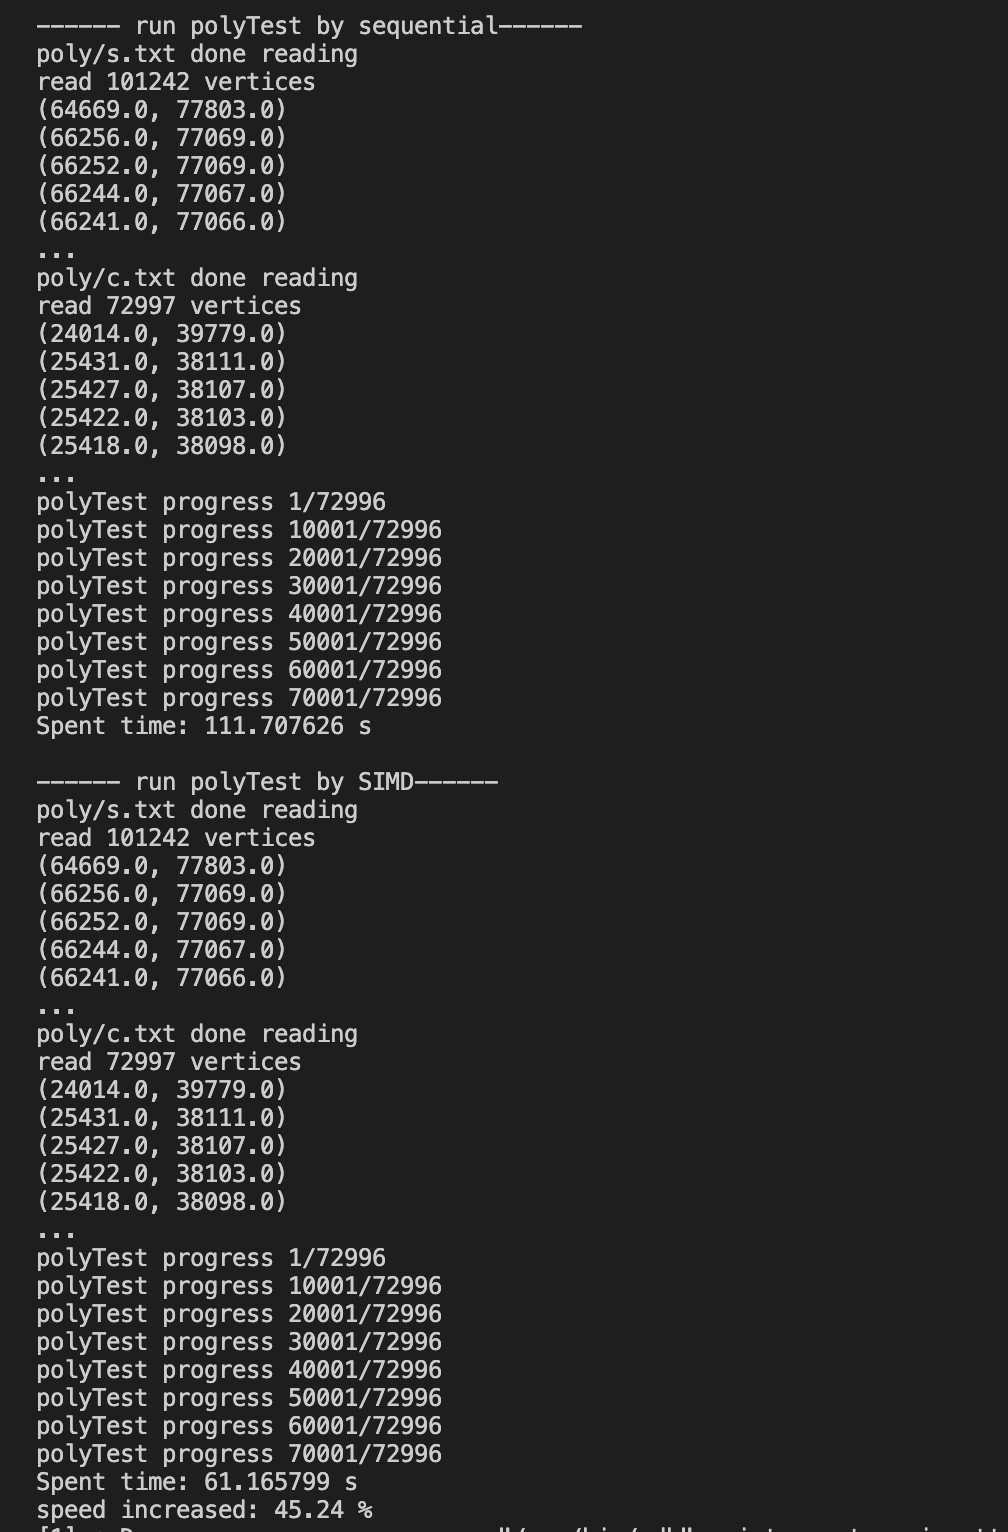 ------ run polyTest by sequential------
poly/s.txt done reading
read 101242 vertices
(64669.0, 77803.0)
(66256.0, 77069.0)
(66252.0, 77069.0)
(66244.0, 77067.0)
(66241.0, 77066.0)
...
poly/c.txt done reading
read 72997 vertices
(24014.0, 39779.0)
(25431.0, 38111.0)
(25427.0, 38107.0)
(25422.0, 38103.0)
(25418.0, 38098.0)
...
polyTest progress 1/72996
polyTest progress 10001/72996
polyTest progress 20001/72996
polyTest progress 30001/72996
polyTest progress 40001/72996
polyTest progress 50001/72996
polyTest progress 60001/72996
polyTest progress 70001/72996
Spent time: 111.707626 s
------ run polyTest by SIMD------
poly/s.txt done reading
read 101242 vertices
(64669.0, 77803.0)
(66256.0, 77069.0)
(66252.0, 77069.0)
(66244.0, 77067.0)
(66241.0, 77066.0)
...
poly/c.txt done reading
read 72997 vertices
(24014.0, 39779.0)
(25431.0, 38111.0)
(25427.0, 38107.0)
(25422.0, 38103.0)
(25418.0, 38098.0)
...
polyTest progress 1/72996
polyTest progress 10001/72996
polyTest progress 20001/72996
polyTest progress 30001/72996
polyTest progress 40001/72996
polyTest progress 50001/72996
polyTest progress 60001/72996
polyTest progress 70001/72996
Spent time: 61.165799 s
speed increased: 45.24 %